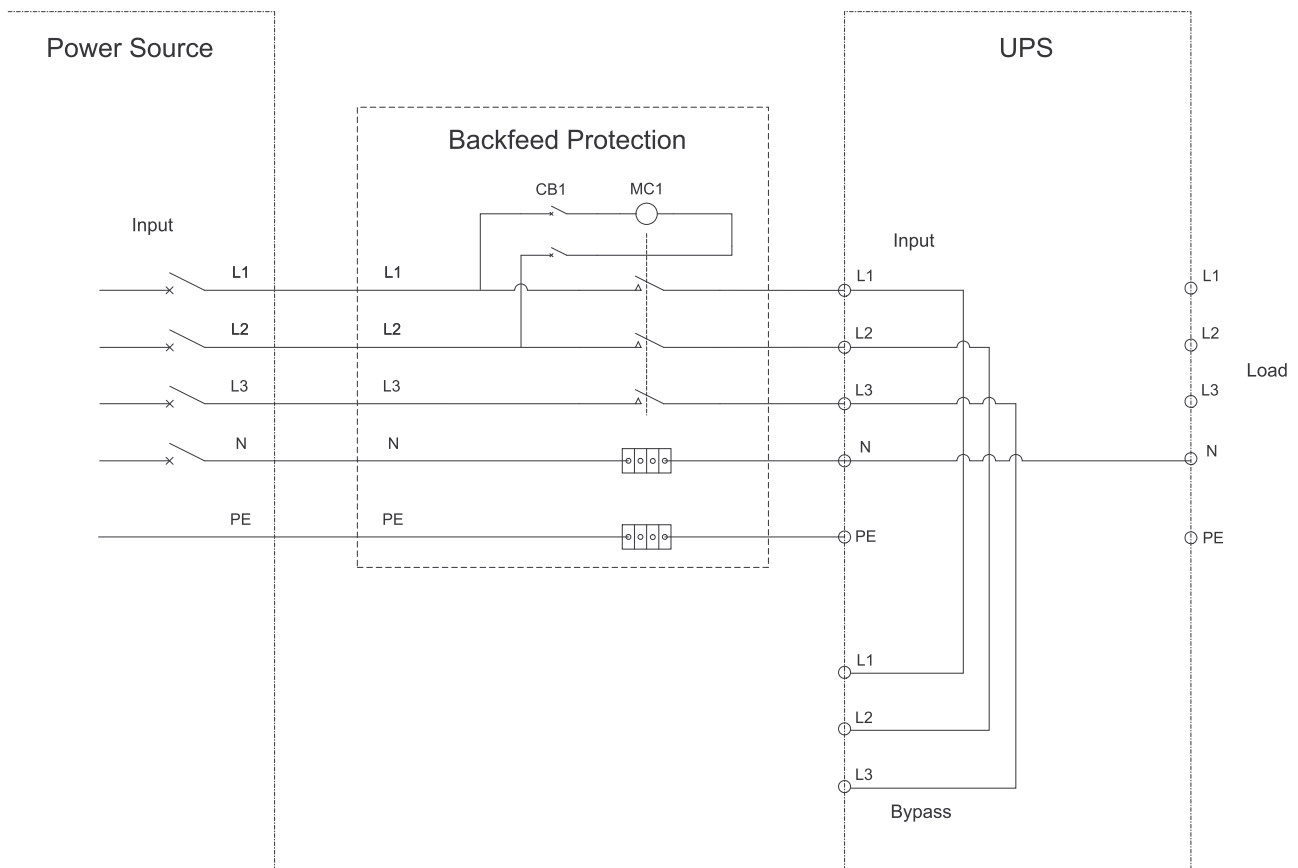 Power Source
UPS
Backfeed Protection
CB1
MC1
Input
Input
L1
L1
L1
L1
L2
L2
L2
L2
L3
L3
L3
L3
Load
N
N
N
N
PE
PE
PE
PE
L1
L2
L3
Bypass